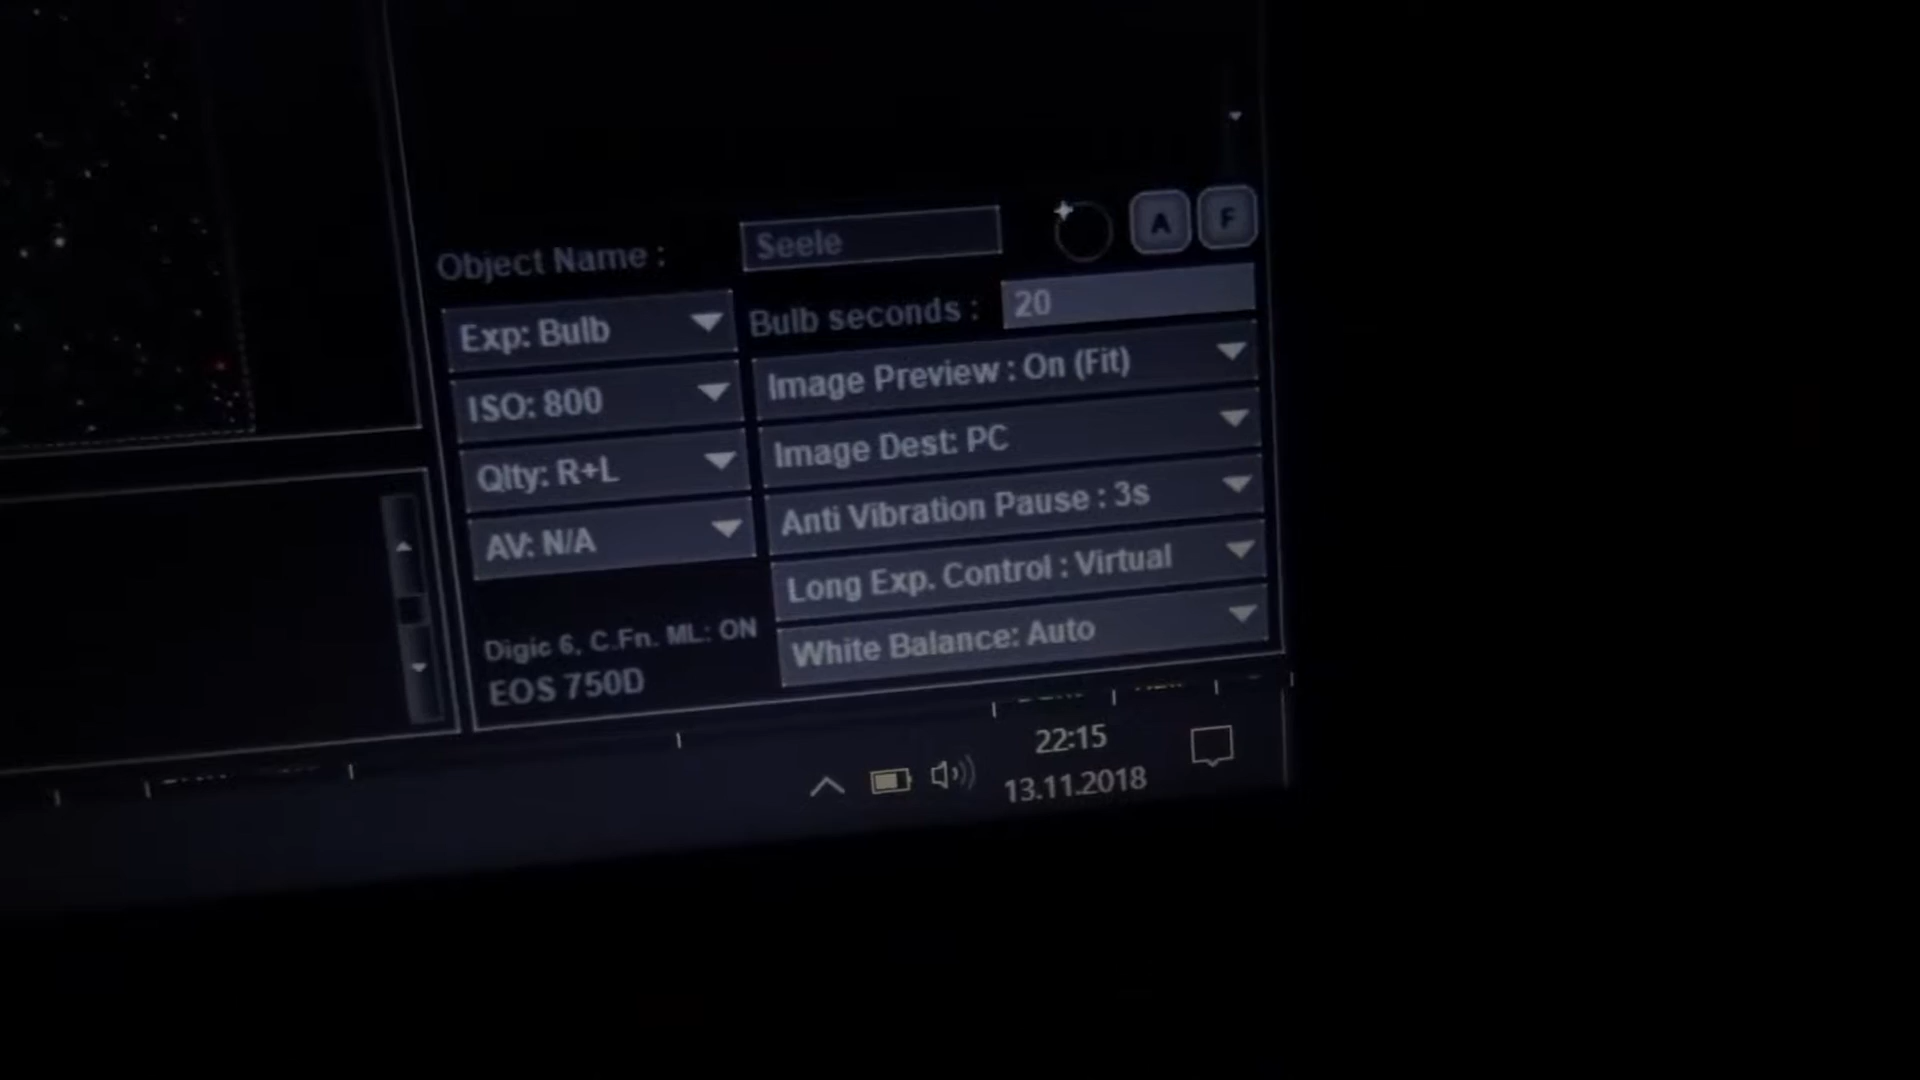 A F
Object Name : Seele
Exp: Bulb
Bulb seconds : 20
ISO: 800
Image Preview : On (Fit)
Qlty: R+L
Image Dest: PC
AV: N/A
Anti Vibration Pause : 3s
Long Exp. Control : Virtual
Digic 6, C.Fn. ML: ON
White Balance: Auto
EOS 750D
22:15
13.11.2018